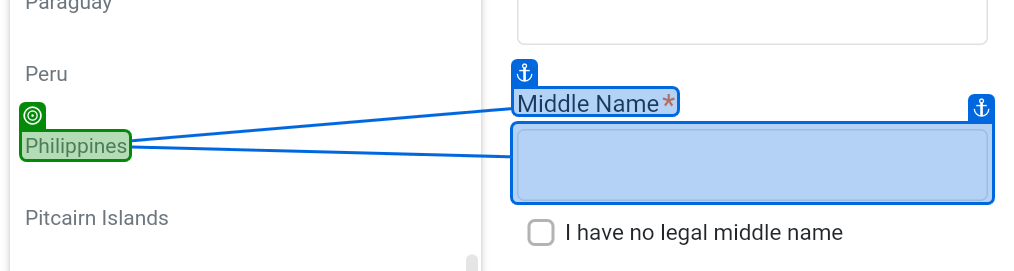 Paraguay
Peru
Philippines
Pitcairn Islands
Middle Name *
I have no legal middle name